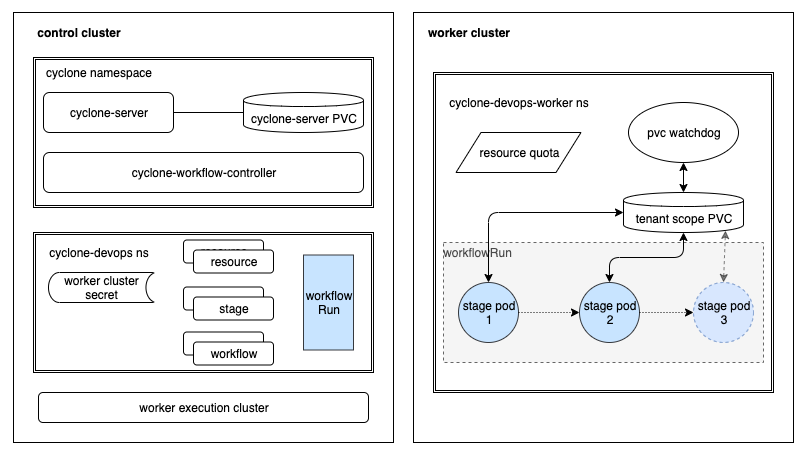 control cluster
cyclone namespace
cyclone-server
cyclone-server PVC
cyclone-workflow-controller
cyclone-devops ns
worker cluster
secret
resource
stage
workflow
workflow
Run
worker execution cluster
worker cluster
cyclone-devops-worker ns
resource quota
pvc watchdog
tenant scope PVC
workflowRun
stage pod
1
stage pod
2
stage pod
3